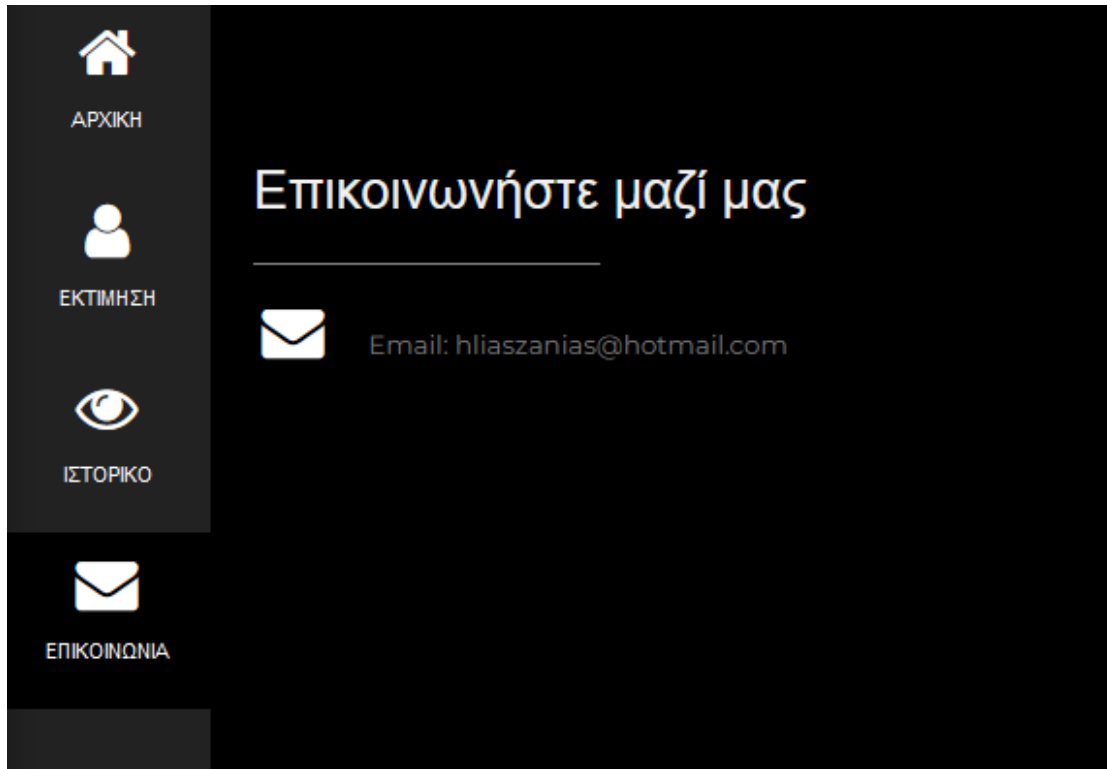 ΑΡΧΙΚΗ
ΕΚΤΙΜΗΣΗ
ΙΣΤΟΡΙΚΟ
ΕΠΙΚΟΙΝΩΝΙΑ
Επικοινωνήστε μαζί μας
Email: hliaszanias@hotmail.com